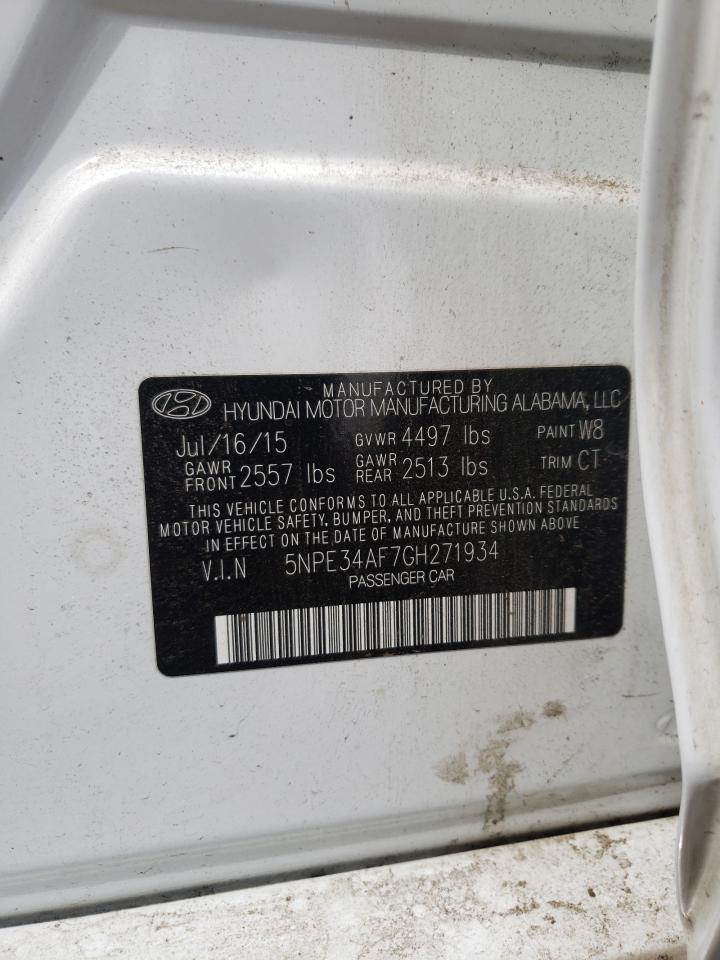 MANUFACTURED BY
HYUNDAI MOTOR MANUFACTURING ALABAMA, LLC
Jul/16/15 GVWR 4497 lbs PAINT W8
GAWR FRONT 2557 lbs GAWR REAR 2513 lbs TRIM CT
THIS VEHICLE CONFORMS TO ALL APPLICABLE U.S.A. FEDERAL
MOTOR VEHICLE SAFETY, BUMPER, AND THEFT PREVENTION STANDARDS
IN EFFECT ON THE DATE OF MANUFACTURE SHOWN ABOVE.
V.I.N 5NPE34AF7GH271934
PASSENGER CAR